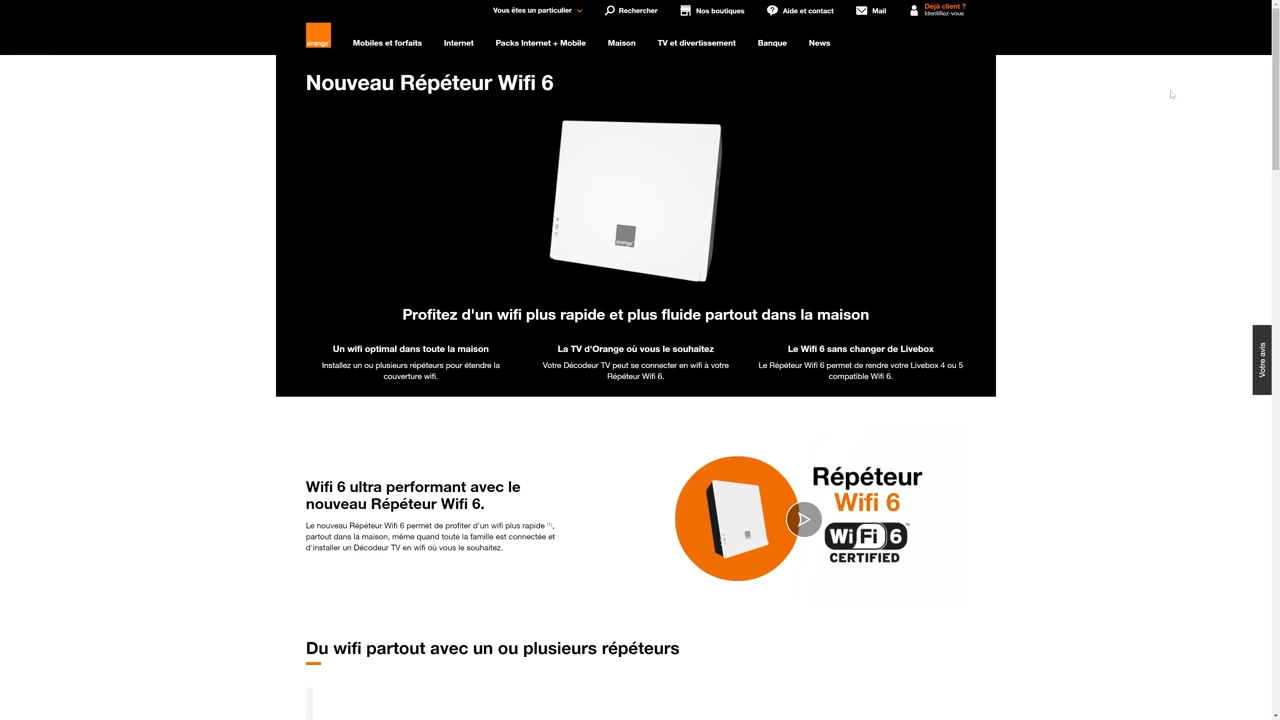 Vous êtes un particulier
Rechercher
Nos boutiques
Aide et contact
Mail
Déjà client ?
Identifiez-vous
orange
Mobiles et forfaits
Internet
Packs Internet + Mobile
Maison
TV et divertissement
Banque
News
Nouveau Répéteur Wifi 6
orange
Profitez d'un wifi plus rapide et plus fluide partout dans la maison
Un wifi optimal dans toute la maison
Installez un ou plusieurs répéteurs pour étendre la
couverture wifi.
La TV d'Orange où vous le souhaitez
Votre Décodeur TV peut se connecter en wifi à votre
Répéteur Wifi 6.
Le Wifi 6 sans changer de Livebox
Le Répéteur Wifi 6 permet de rendre votre Livebox 4 ou 5
compatible Wifi 6.
Votre avis
Wifi 6 ultra performant avec le
nouveau Répéteur Wifi 6.
Le nouveau Répéteur Wifi 6 permet de profiter d'un wifi plus rapide (1),
partout dans la maison, même quand toute la famille est connectée et
d'installer un Décodeur TV en wifi où vous le souhaitez.
Répéteur
Wifi 6
Wi Fi 6™
CERTIFIED
Du wifi partout avec un ou plusieurs répéteurs